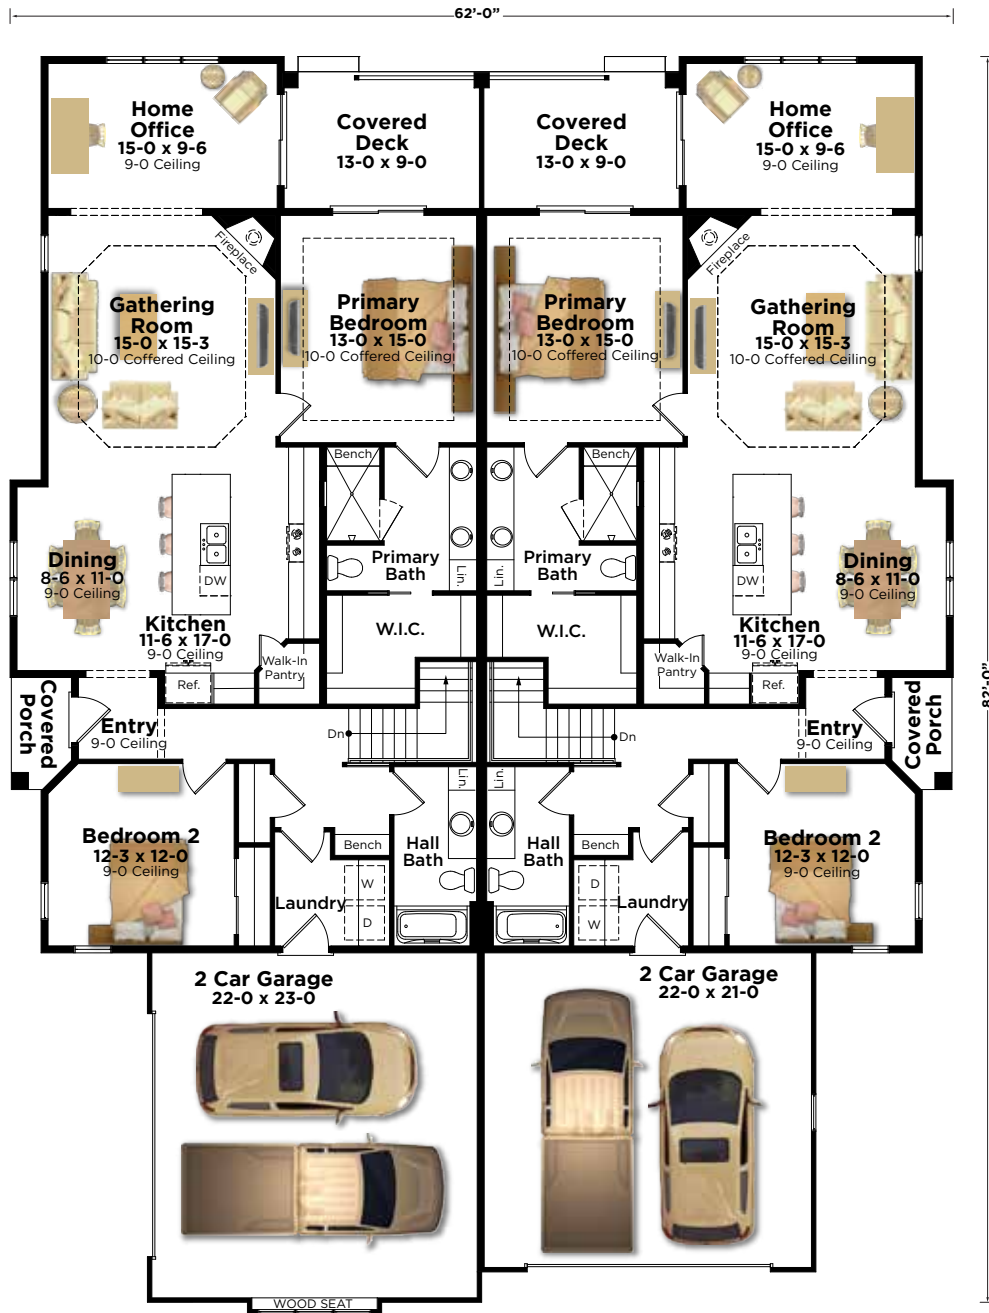 62'-0"
Home
Office
15-0 x 9-6
9-0 Ceiling
Covered
Deck
13-0 x 9-0
Covered
Deck
13-0 x 9-0
Home
Office
15-0 x 9-6
9-0 Ceiling
Fireplace
Fireplace
Gathering
Room
15-0 x 15-3
10-0 Coffered Ceiling
Primary
Bedroom
13-0 x 15-0
10-0 Coffered Ceiling
Primary
Bedroom
13-0 x 15-0
10-0 Coffered Ceiling
Gathering
Room
15-0 x 15-3
10-0 Coffered Ceiling
Bench
Bench
Dining
8-6 x 11-0
9-0 Ceiling
DW
Primary
Bath
Lin.
Lin.
Primary
Bath
DW
Dining
8-6 x 11-0
9-0 Ceiling
Kitchen
11-6 x 17-0
9-0 Ceiling
W.I.C.
W.I.C.
Kitchen
11-6 x 17-0
9-0 Ceiling
Walk-In
Pantry
Walk-In
Pantry
Ref.
Ref.
Covered
Porch
Entry
9-0 Ceiling
Dn
Dn
Entry
9-0 Ceiling
Covered
Porch
82'-0"
Lin.
Lin.
Bedroom 2
12-3 x 12-0
9-0 Ceiling
Bench
Hall
Bath
Hall
Bath
Bench
Bedroom 2
12-3 x 12-0
9-0 Ceiling
W
D
Laundry
D
W
Laundry
2 Car Garage
22-0 x 23-0
2 Car Garage
22-0 x 21-0
WOOD SEAT